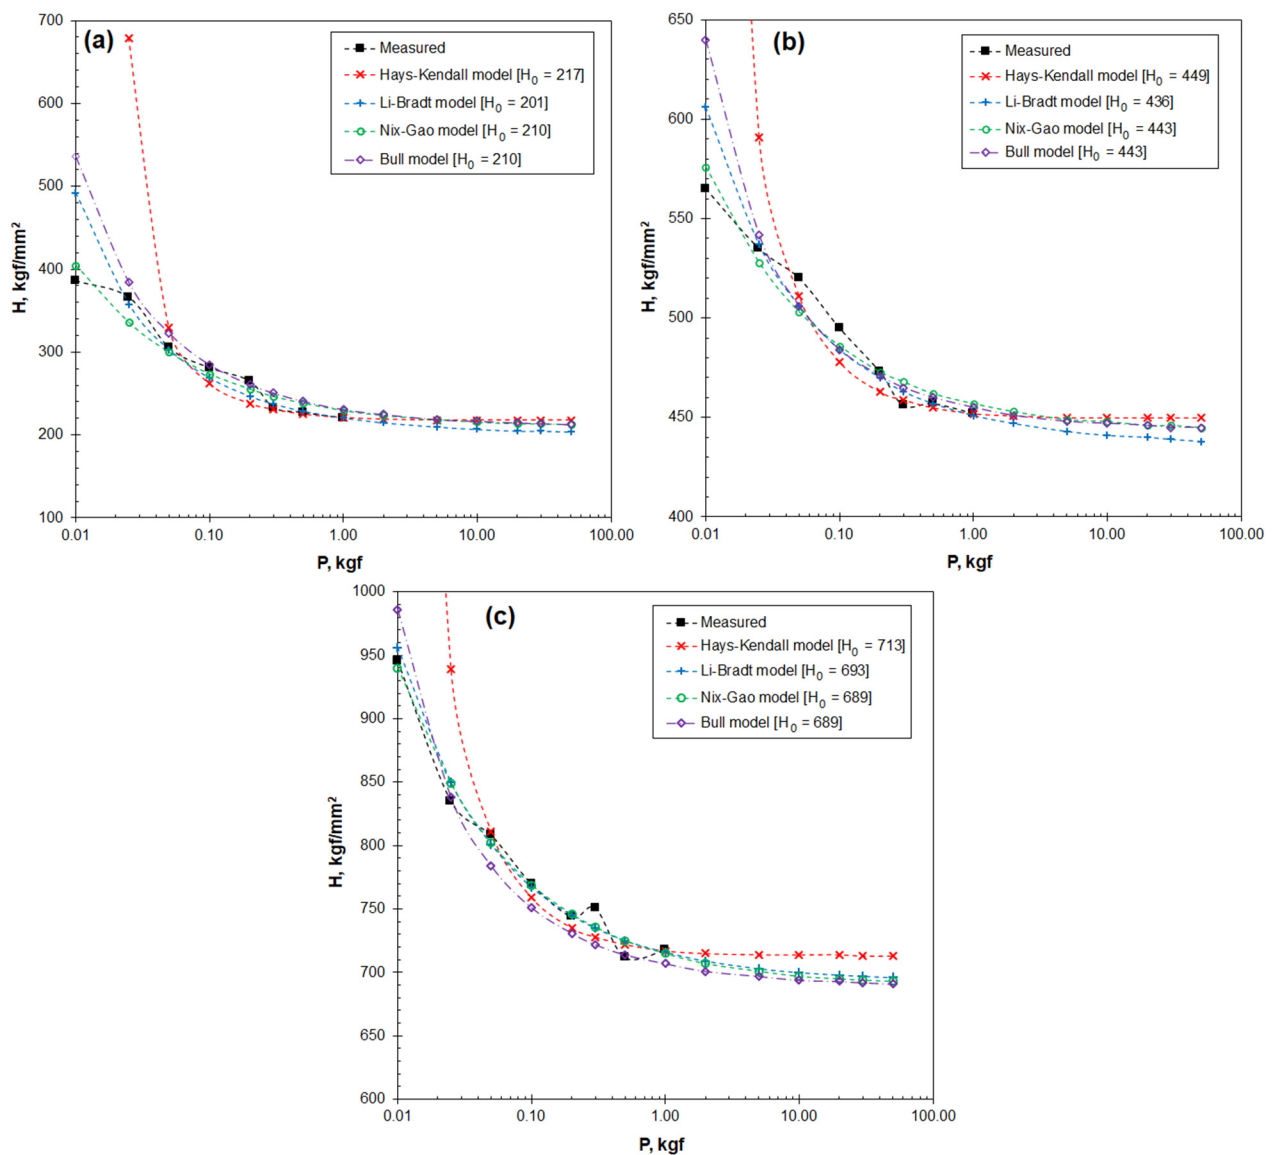 (a)
Measured
Hays-Kendall model [H0 = 217]
Li-Bradt model [H0 = 201]
Nix-Gao model [H0 = 210]
Bull model [H0 = 210]
700
600
500
400
300
200
100
0.01 0.10 1.00 10.00 100.00
H, kgf/mm²
P, kgf
(b)
Measured
Hays-Kendall model [H0 = 449]
Li-Bradt model [H0 = 436]
Nix-Gao model [H0 = 443]
Bull model [H0 = 443]
650
600
550
500
450
400
0.01 0.10 1.00 10.00 100.00
H, kgf/mm²
P, kgf
(c)
Measured
Hays-Kendall model [H0 = 713]
Li-Bradt model [H0 = 693]
Nix-Gao model [H0 = 689]
Bull model [H0 = 689]
1000
950
900
850
800
750
700
650
600
0.01 0.10 1.00 10.00 100.00
H, kgf/mm²
P, kgf